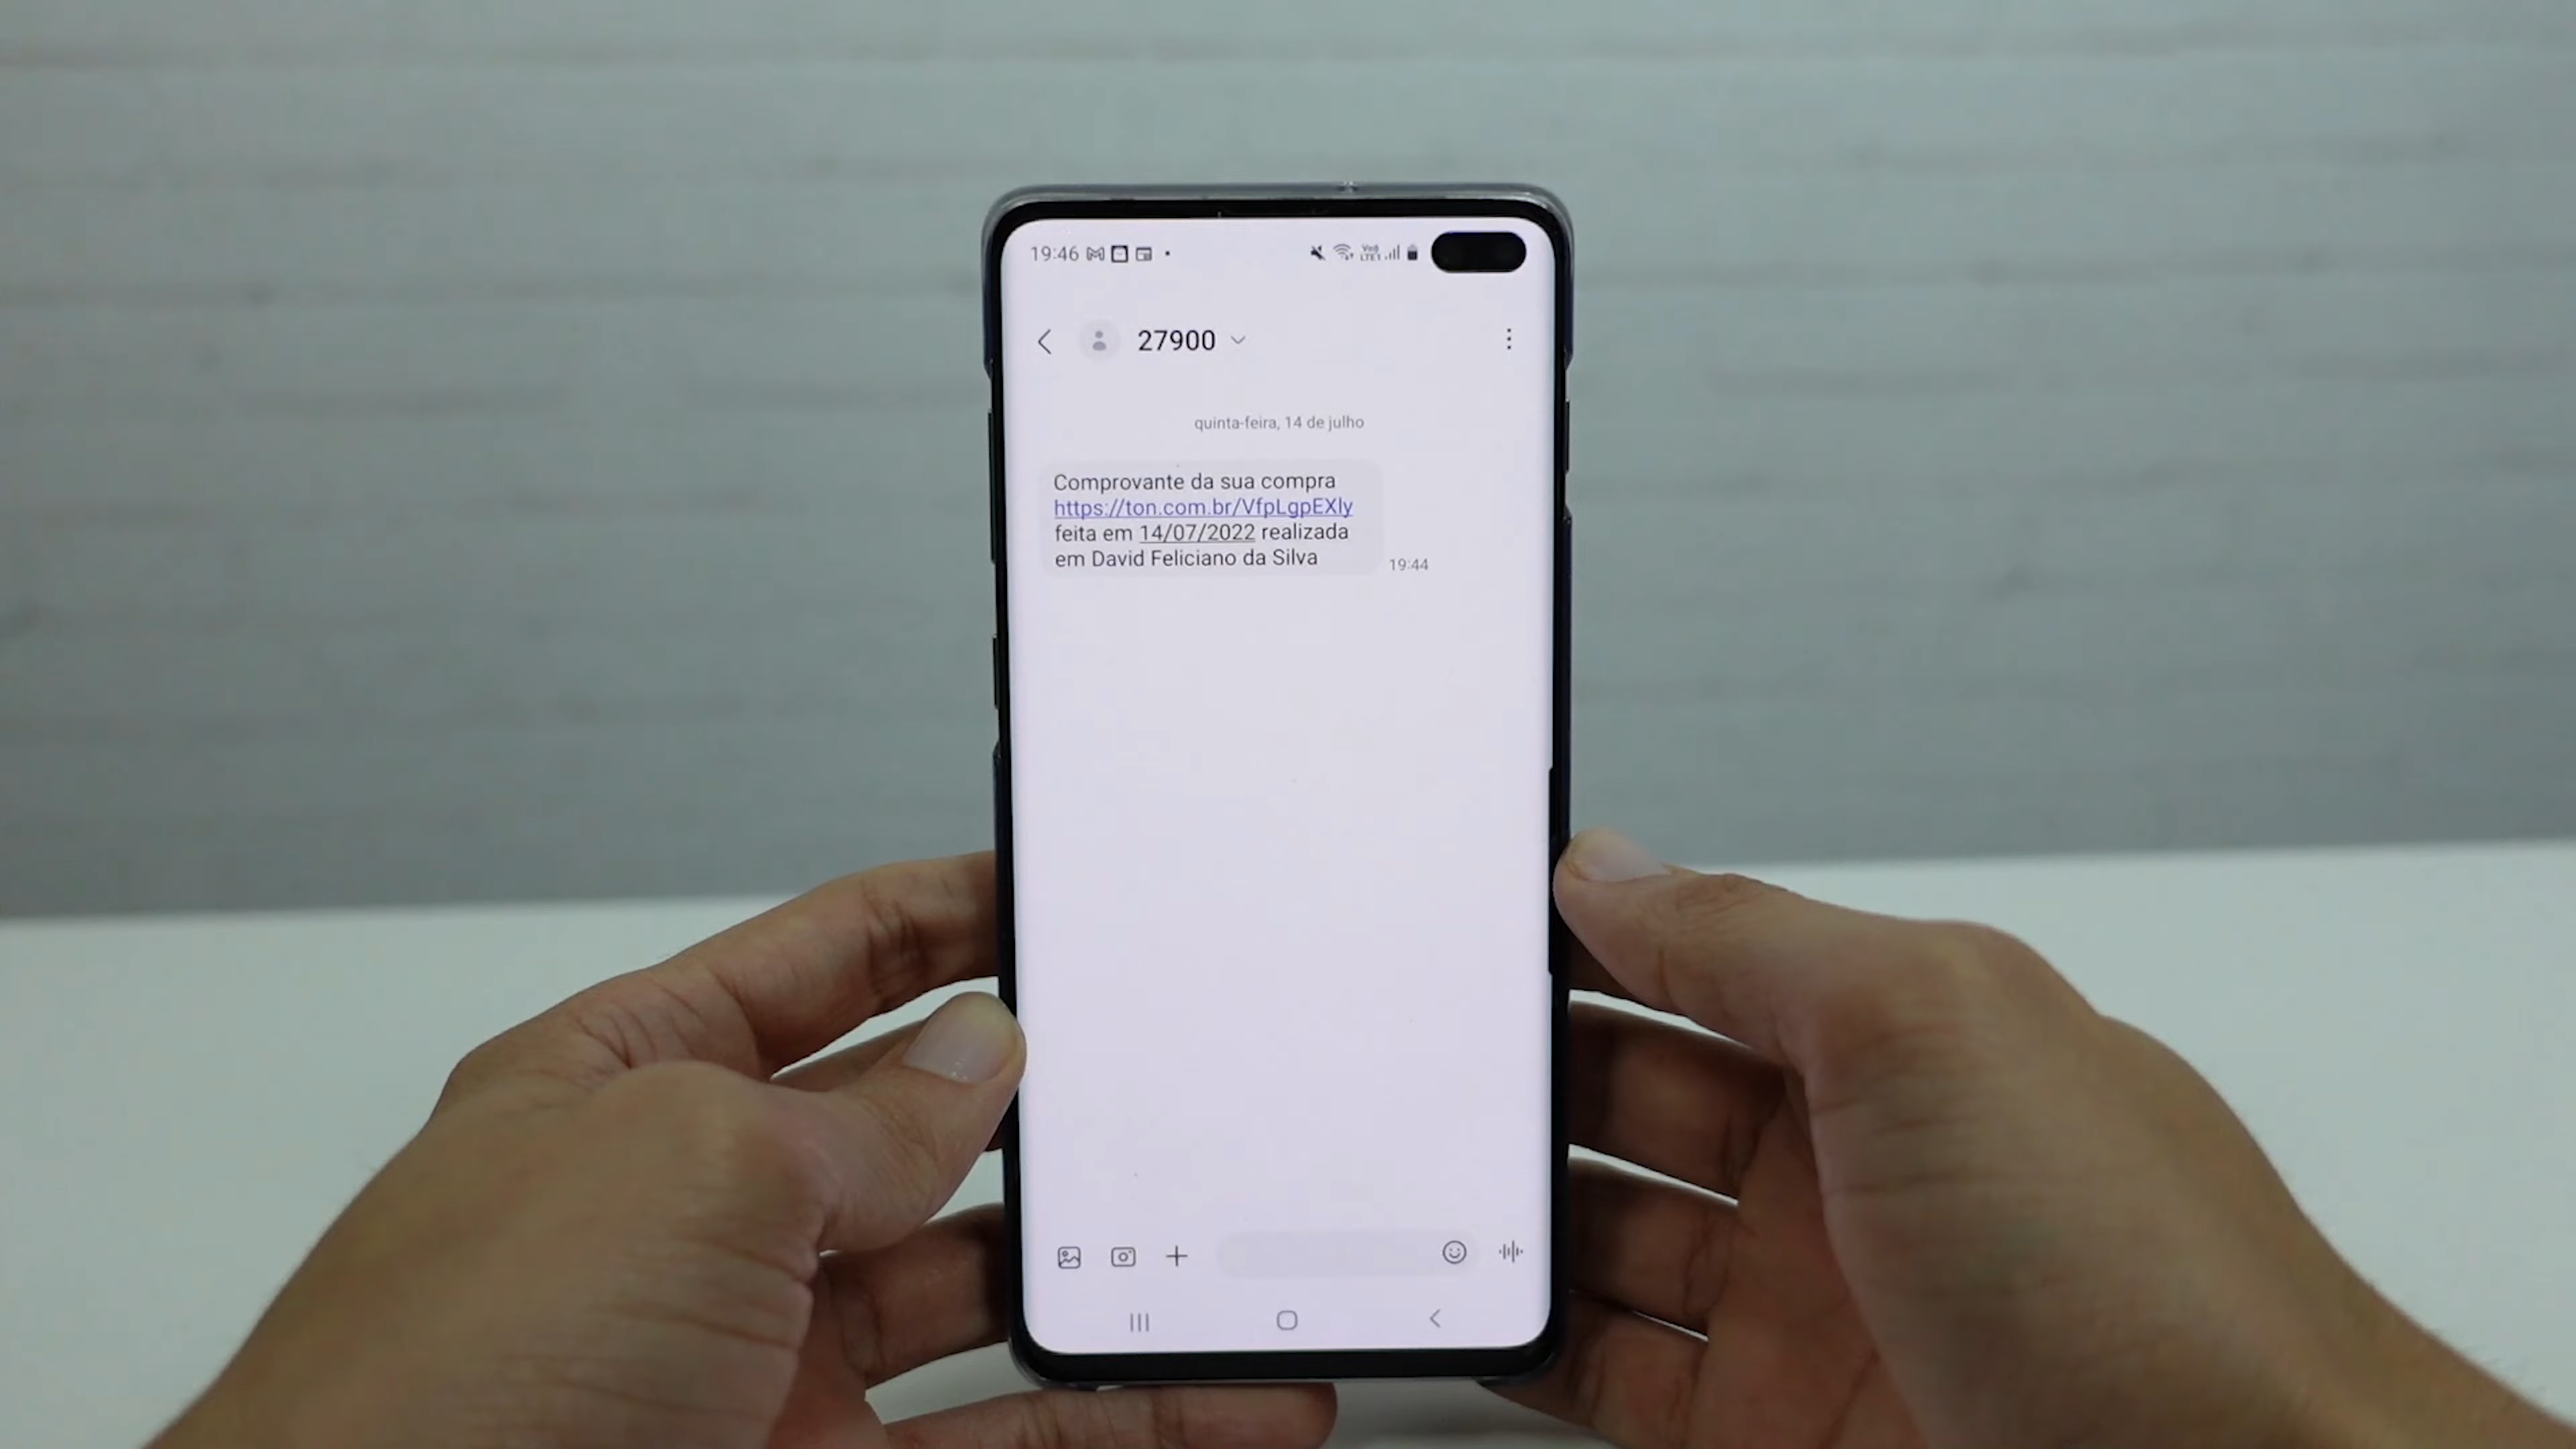 19:46
27900
quinta-feira, 14 de julho
Comprovante da sua compra
https://ton.com.br/VfpLgpEXly
feita em 14/07/2022 realizada
em David Feliciano da Silva
19:44